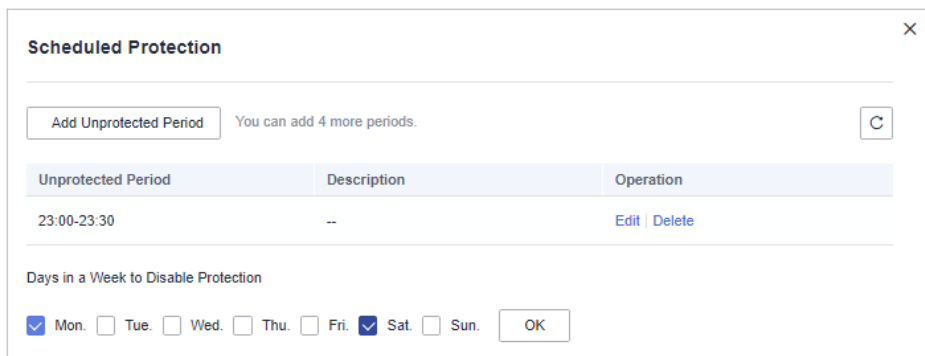 Scheduled Protection
Add Unprotected Period You can add 4 more periods.
Unprotected Period Description Operation
23:00-23:30 -- Edit Delete
Days in a Week to Disable Protection
Mon. Tue. Wed. Thu. Fri. Sat. Sun. OK